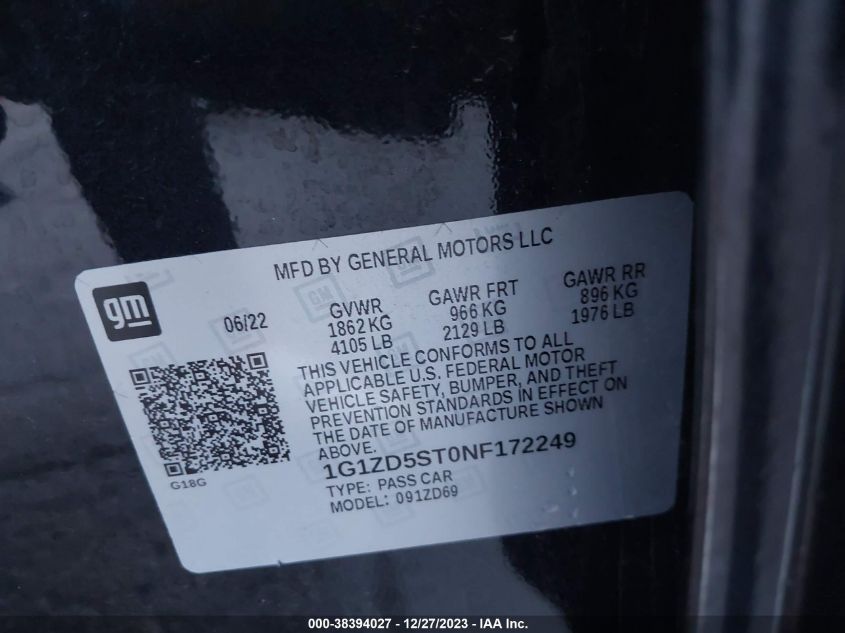 MFD BY GENERAL MOTORS LLC
gm
06/22
GVWR
1862 KG
4105 LB
GAWR FRT
966 KG
2129 LB
GAWR RR
896 KG
1976 LB
THIS VEHICLE CONFORMS TO ALL
APPLICABLE U.S. FEDERAL MOTOR
VEHICLE SAFETY, BUMPER, AND THEFT
PREVENTION STANDARDS IN EFFECT ON
THE DATE OF MANUFACTURE SHOWN
ABOVE.
1G1ZD5ST0NF172249
TYPE: PASS CAR
MODEL: 091ZD69
G18G
000-38394027 - 12/27/2023 - IAA Inc.